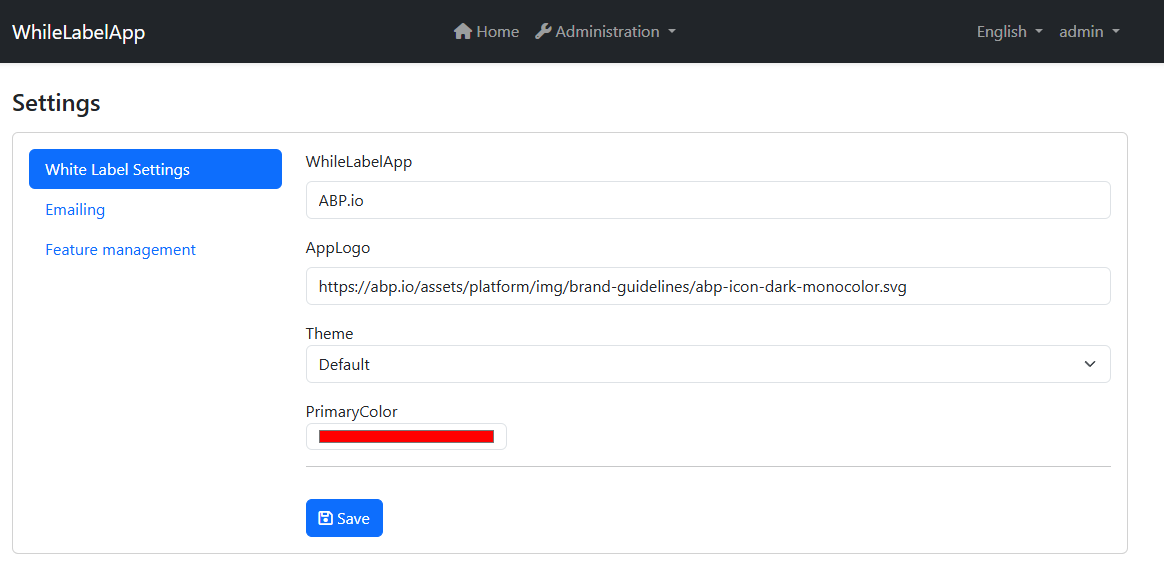 WhileLabelApp
Home
Administration
English
admin
Settings
White Label Settings
Emailing
Feature management
WhileLabelApp
ABP.io
AppLogo
https://abp.io/assets/platform/img/brand-guidelines/abp-icon-dark-monocolor.svg
Theme
Default
PrimaryColor
Save